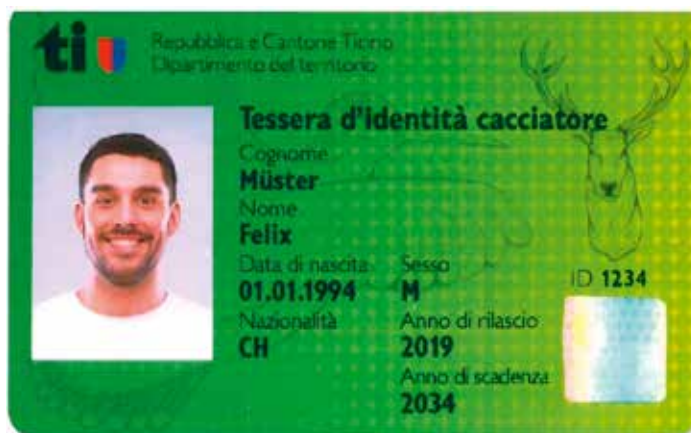 ti
Repubblica e Cantone Ticino
Dipartimento del territorio
Tessera d'identità cacciatore
Cognome
Müster
Nome
Felix
Data di nascita Sesso
01.01.1994 M
ID 1234
Nazionalità Anno di rilascio
CH 2019
Anno di scadenza
2034